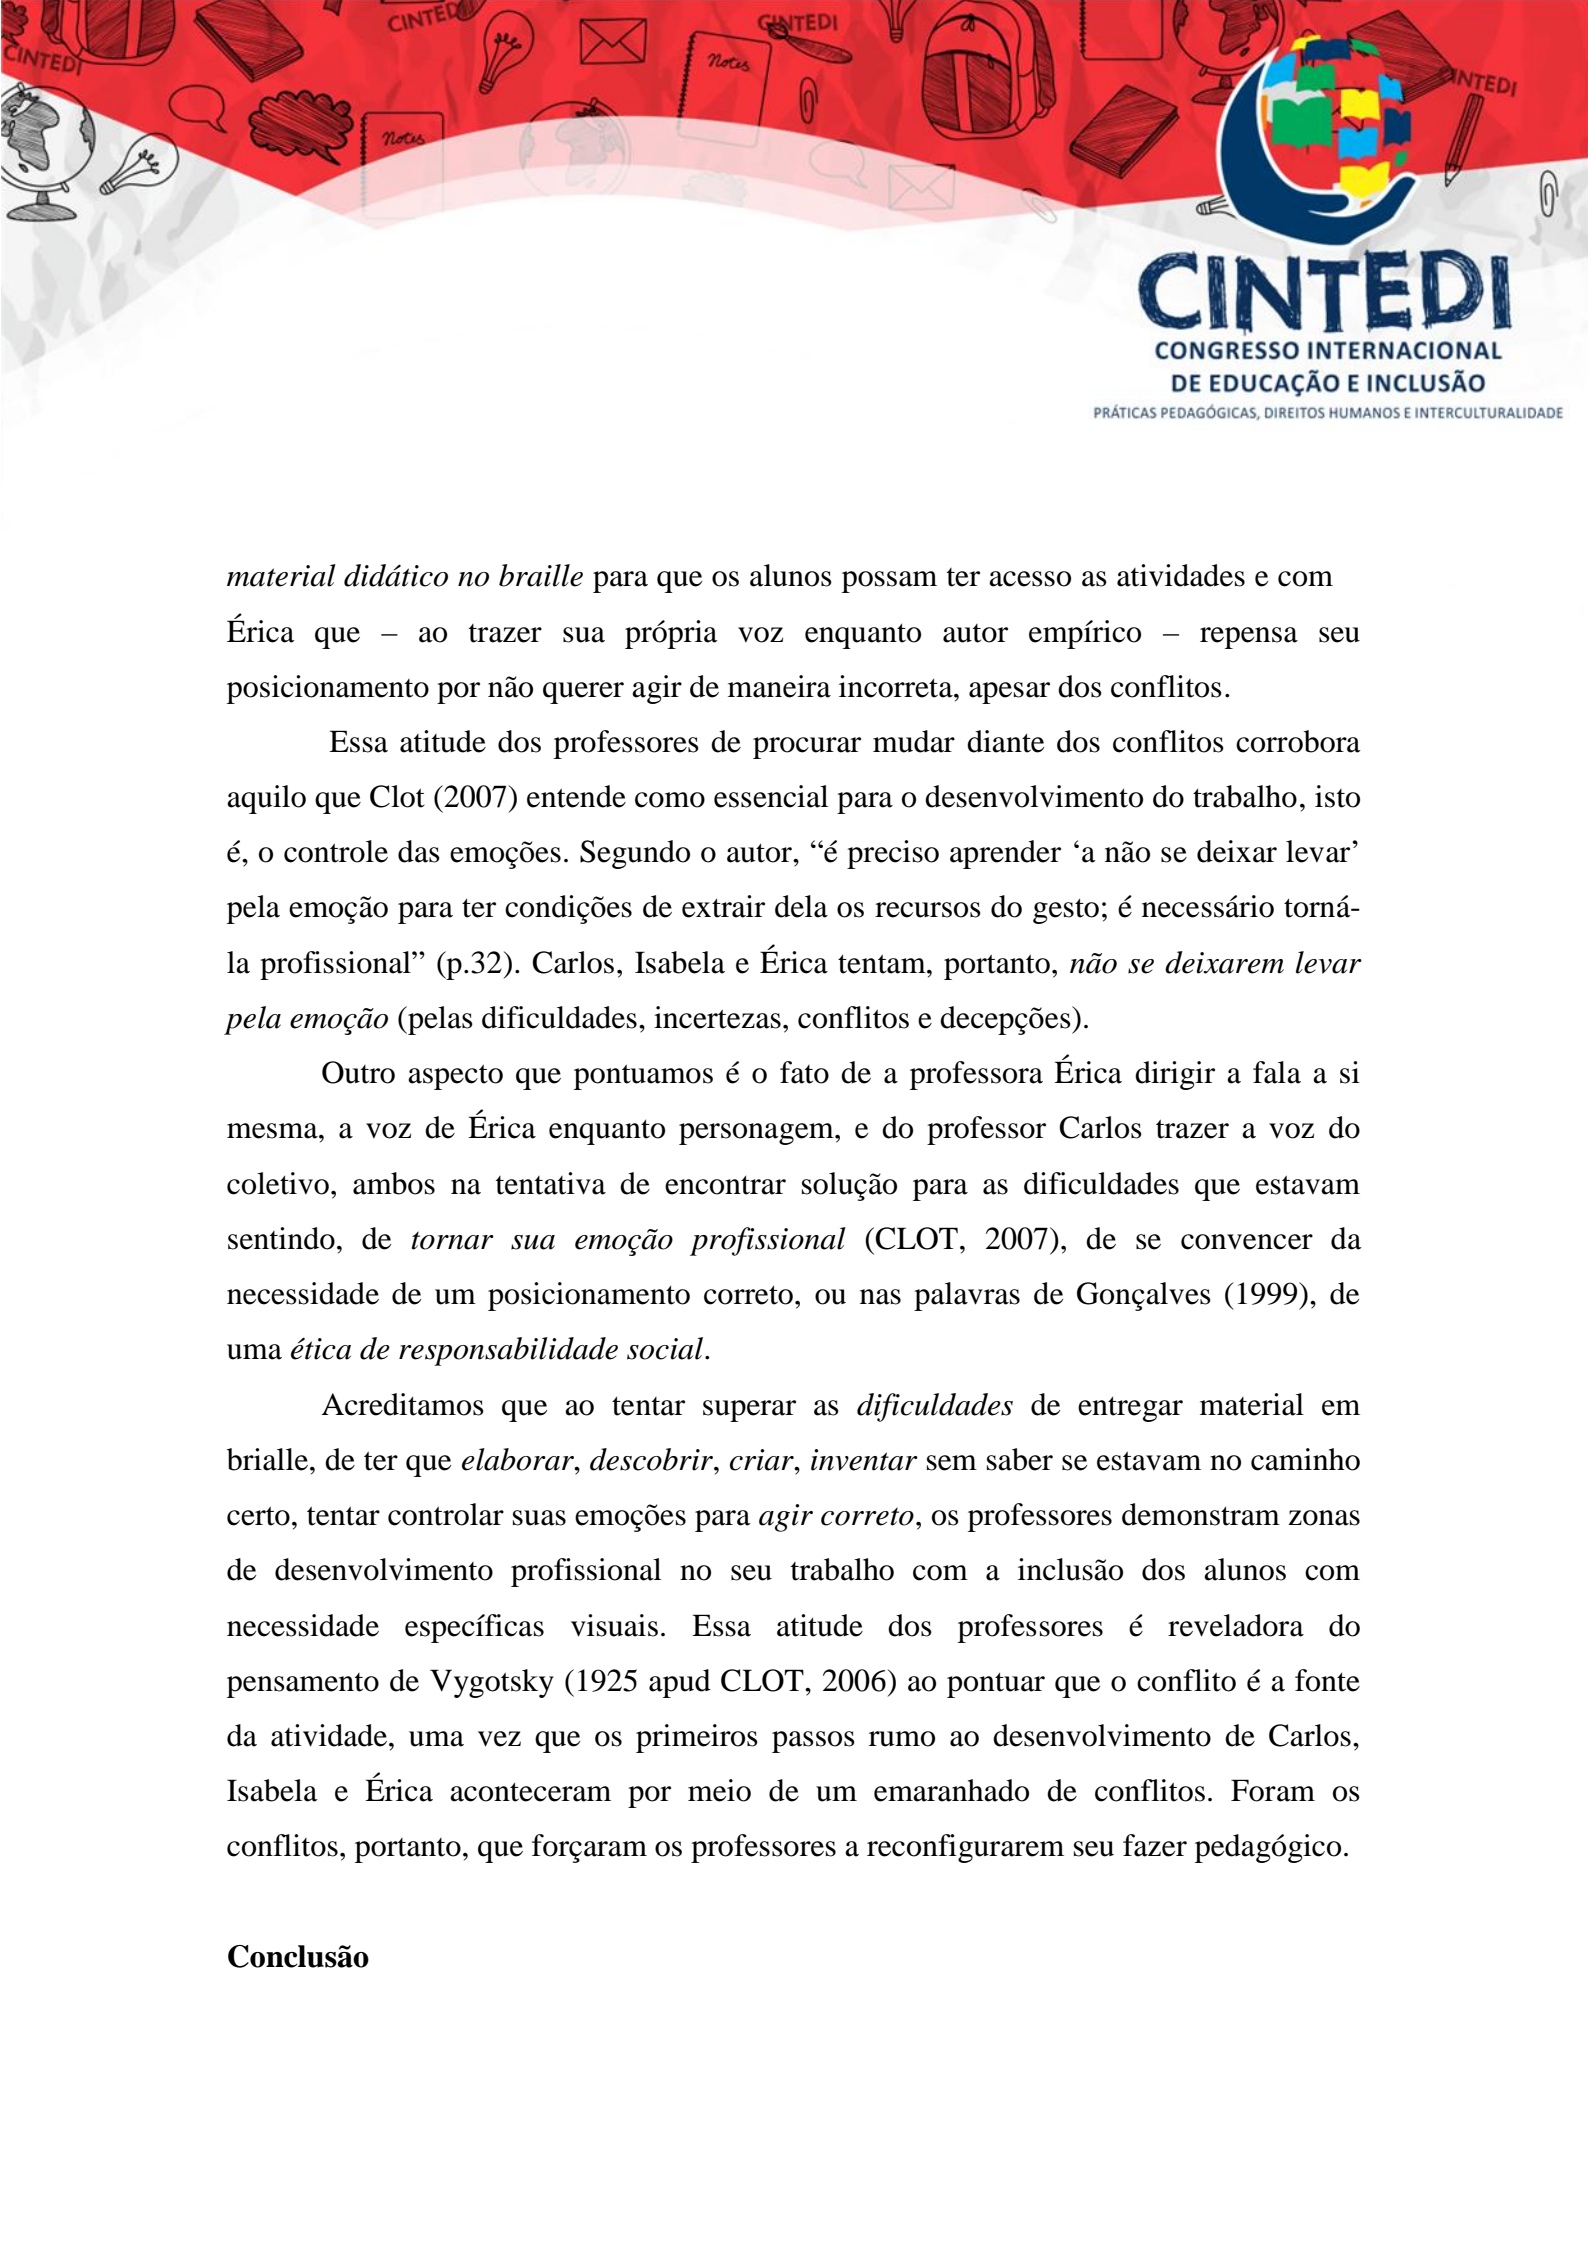 CINTEDI
CINTEDI
CINTEDI
Notes
Notes
CINTEDI
CONGRESSO INTERNACIONAL
DE EDUCAÇÃO E INCLUSÃO
PRÁTICAS PEDAGÓGICAS, DIREITOS HUMANOS E INTERCULTURALIDADE
material didático no braille para que os alunos possam ter acesso as atividades e com
Érica que – ao trazer sua própria voz enquanto autor empírico – repensa seu
posicionamento por não querer agir de maneira incorreta, apesar dos conflitos.
Essa atitude dos professores de procurar mudar diante dos conflitos corrobora
aquilo que Clot (2007) entende como essencial para o desenvolvimento do trabalho, isto
é, o controle das emoções. Segundo o autor, “é preciso aprender ‘a não se deixar levar’
pela emoção para ter condições de extrair dela os recursos do gesto; é necessário torná-
la profissional” (p.32). Carlos, Isabela e Érica tentam, portanto, não se deixarem levar
pela emoção (pelas dificuldades, incertezas, conflitos e decepções).
Outro aspecto que pontuamos é o fato de a professora Érica dirigir a fala a si
mesma, a voz de Érica enquanto personagem, e do professor Carlos trazer a voz do
coletivo, ambos na tentativa de encontrar solução para as dificuldades que estavam
sentindo, de tornar sua emoção profissional (CLOT, 2007), de se convencer da
necessidade de um posicionamento correto, ou nas palavras de Gonçalves (1999), de
uma ética de responsabilidade social.
Acreditamos que ao tentar superar as dificuldades de entregar material em
brialle, de ter que elaborar, descobrir, criar, inventar sem saber se estavam no caminho
certo, tentar controlar suas emoções para agir correto, os professores demonstram zonas
de desenvolvimento profissional no seu trabalho com a inclusão dos alunos com
necessidade específicas visuais. Essa atitude dos professores é reveladora do
pensamento de Vygotsky (1925 apud CLOT, 2006) ao pontuar que o conflito é a fonte
da atividade, uma vez que os primeiros passos rumo ao desenvolvimento de Carlos,
Isabela e Érica aconteceram por meio de um emaranhado de conflitos. Foram os
conflitos, portanto, que forçaram os professores a reconfigurarem seu fazer pedagógico.
Conclusão